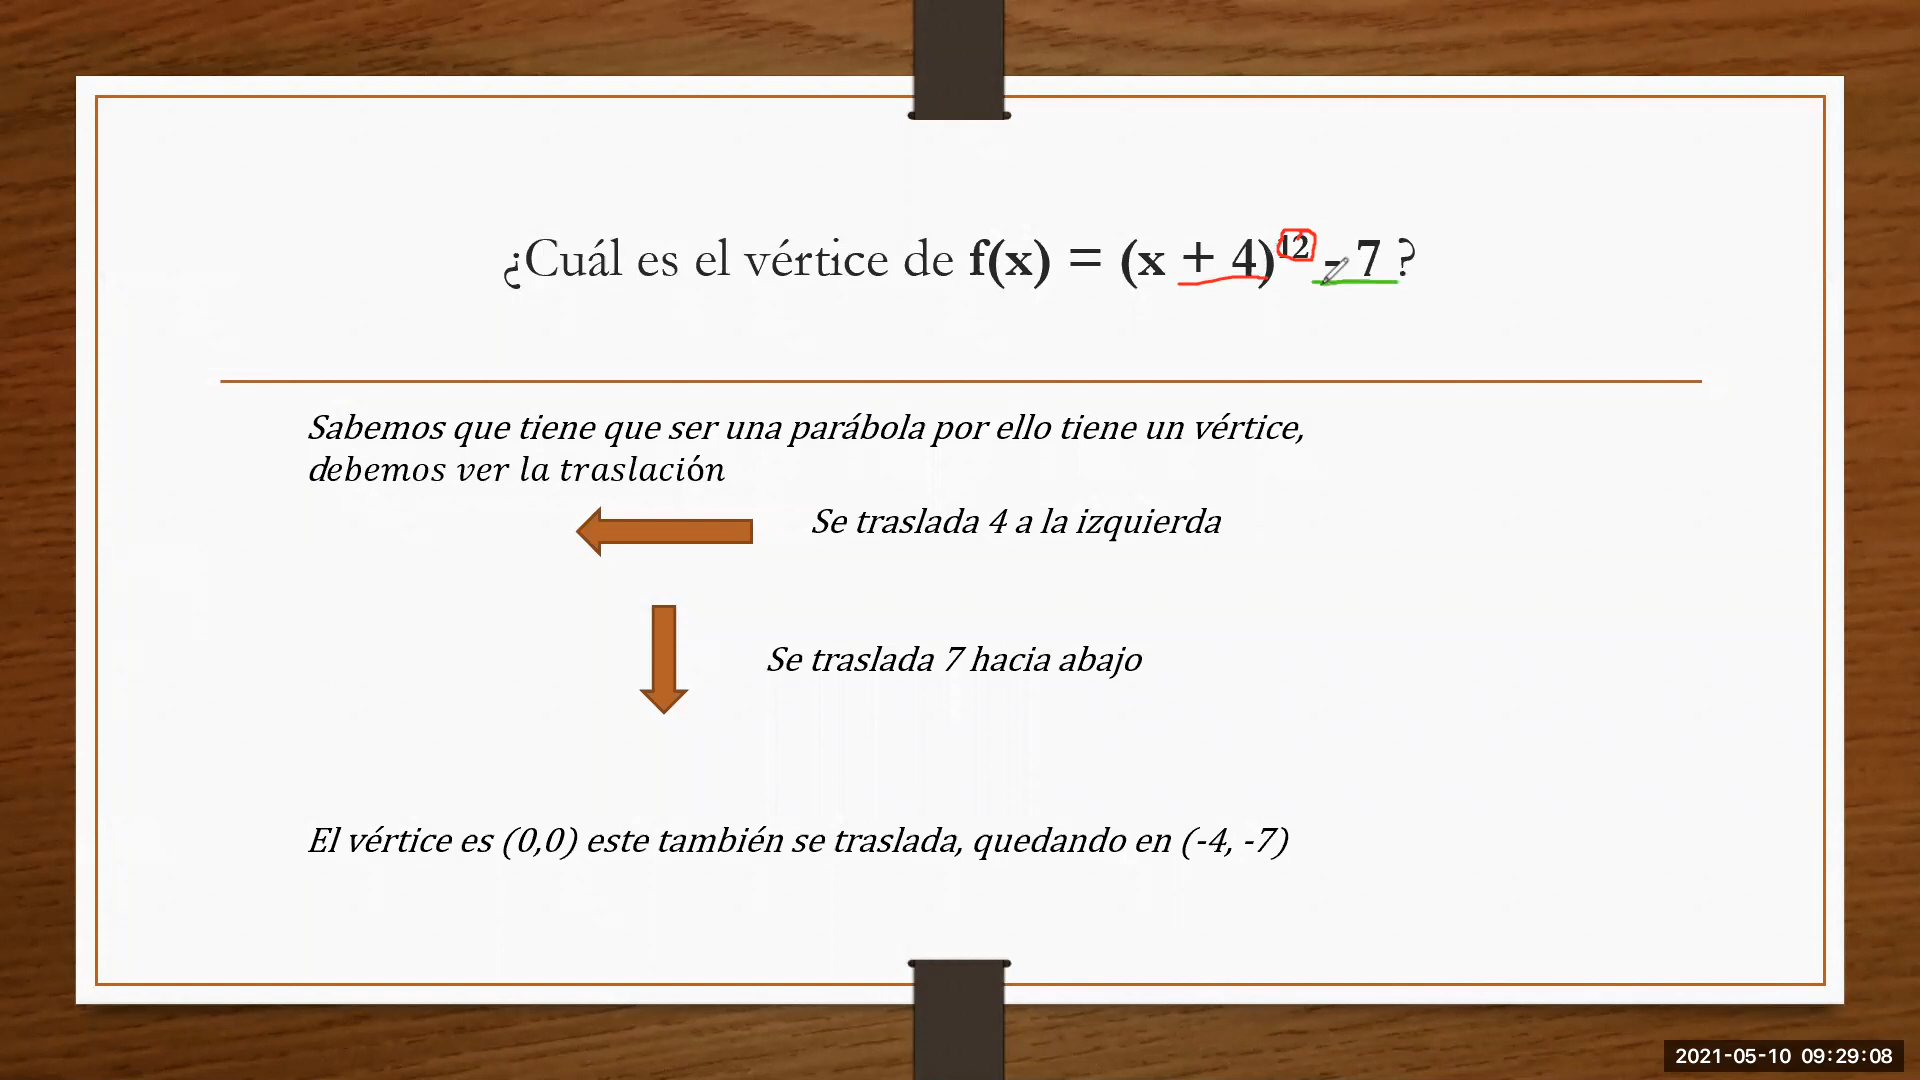 ¿Cuál es el vértice de f(x) = (x + 4)¹² - 7 ?
Sabemos que tiene que ser una parábola por ello tiene un vértice,
debemos ver la traslación
Se traslada 4 a la izquierda
Se traslada 7 hacia abajo
El vértice es (0,0) este también se traslada, quedando en (-4, -7)
2021-05-10 09:29:08